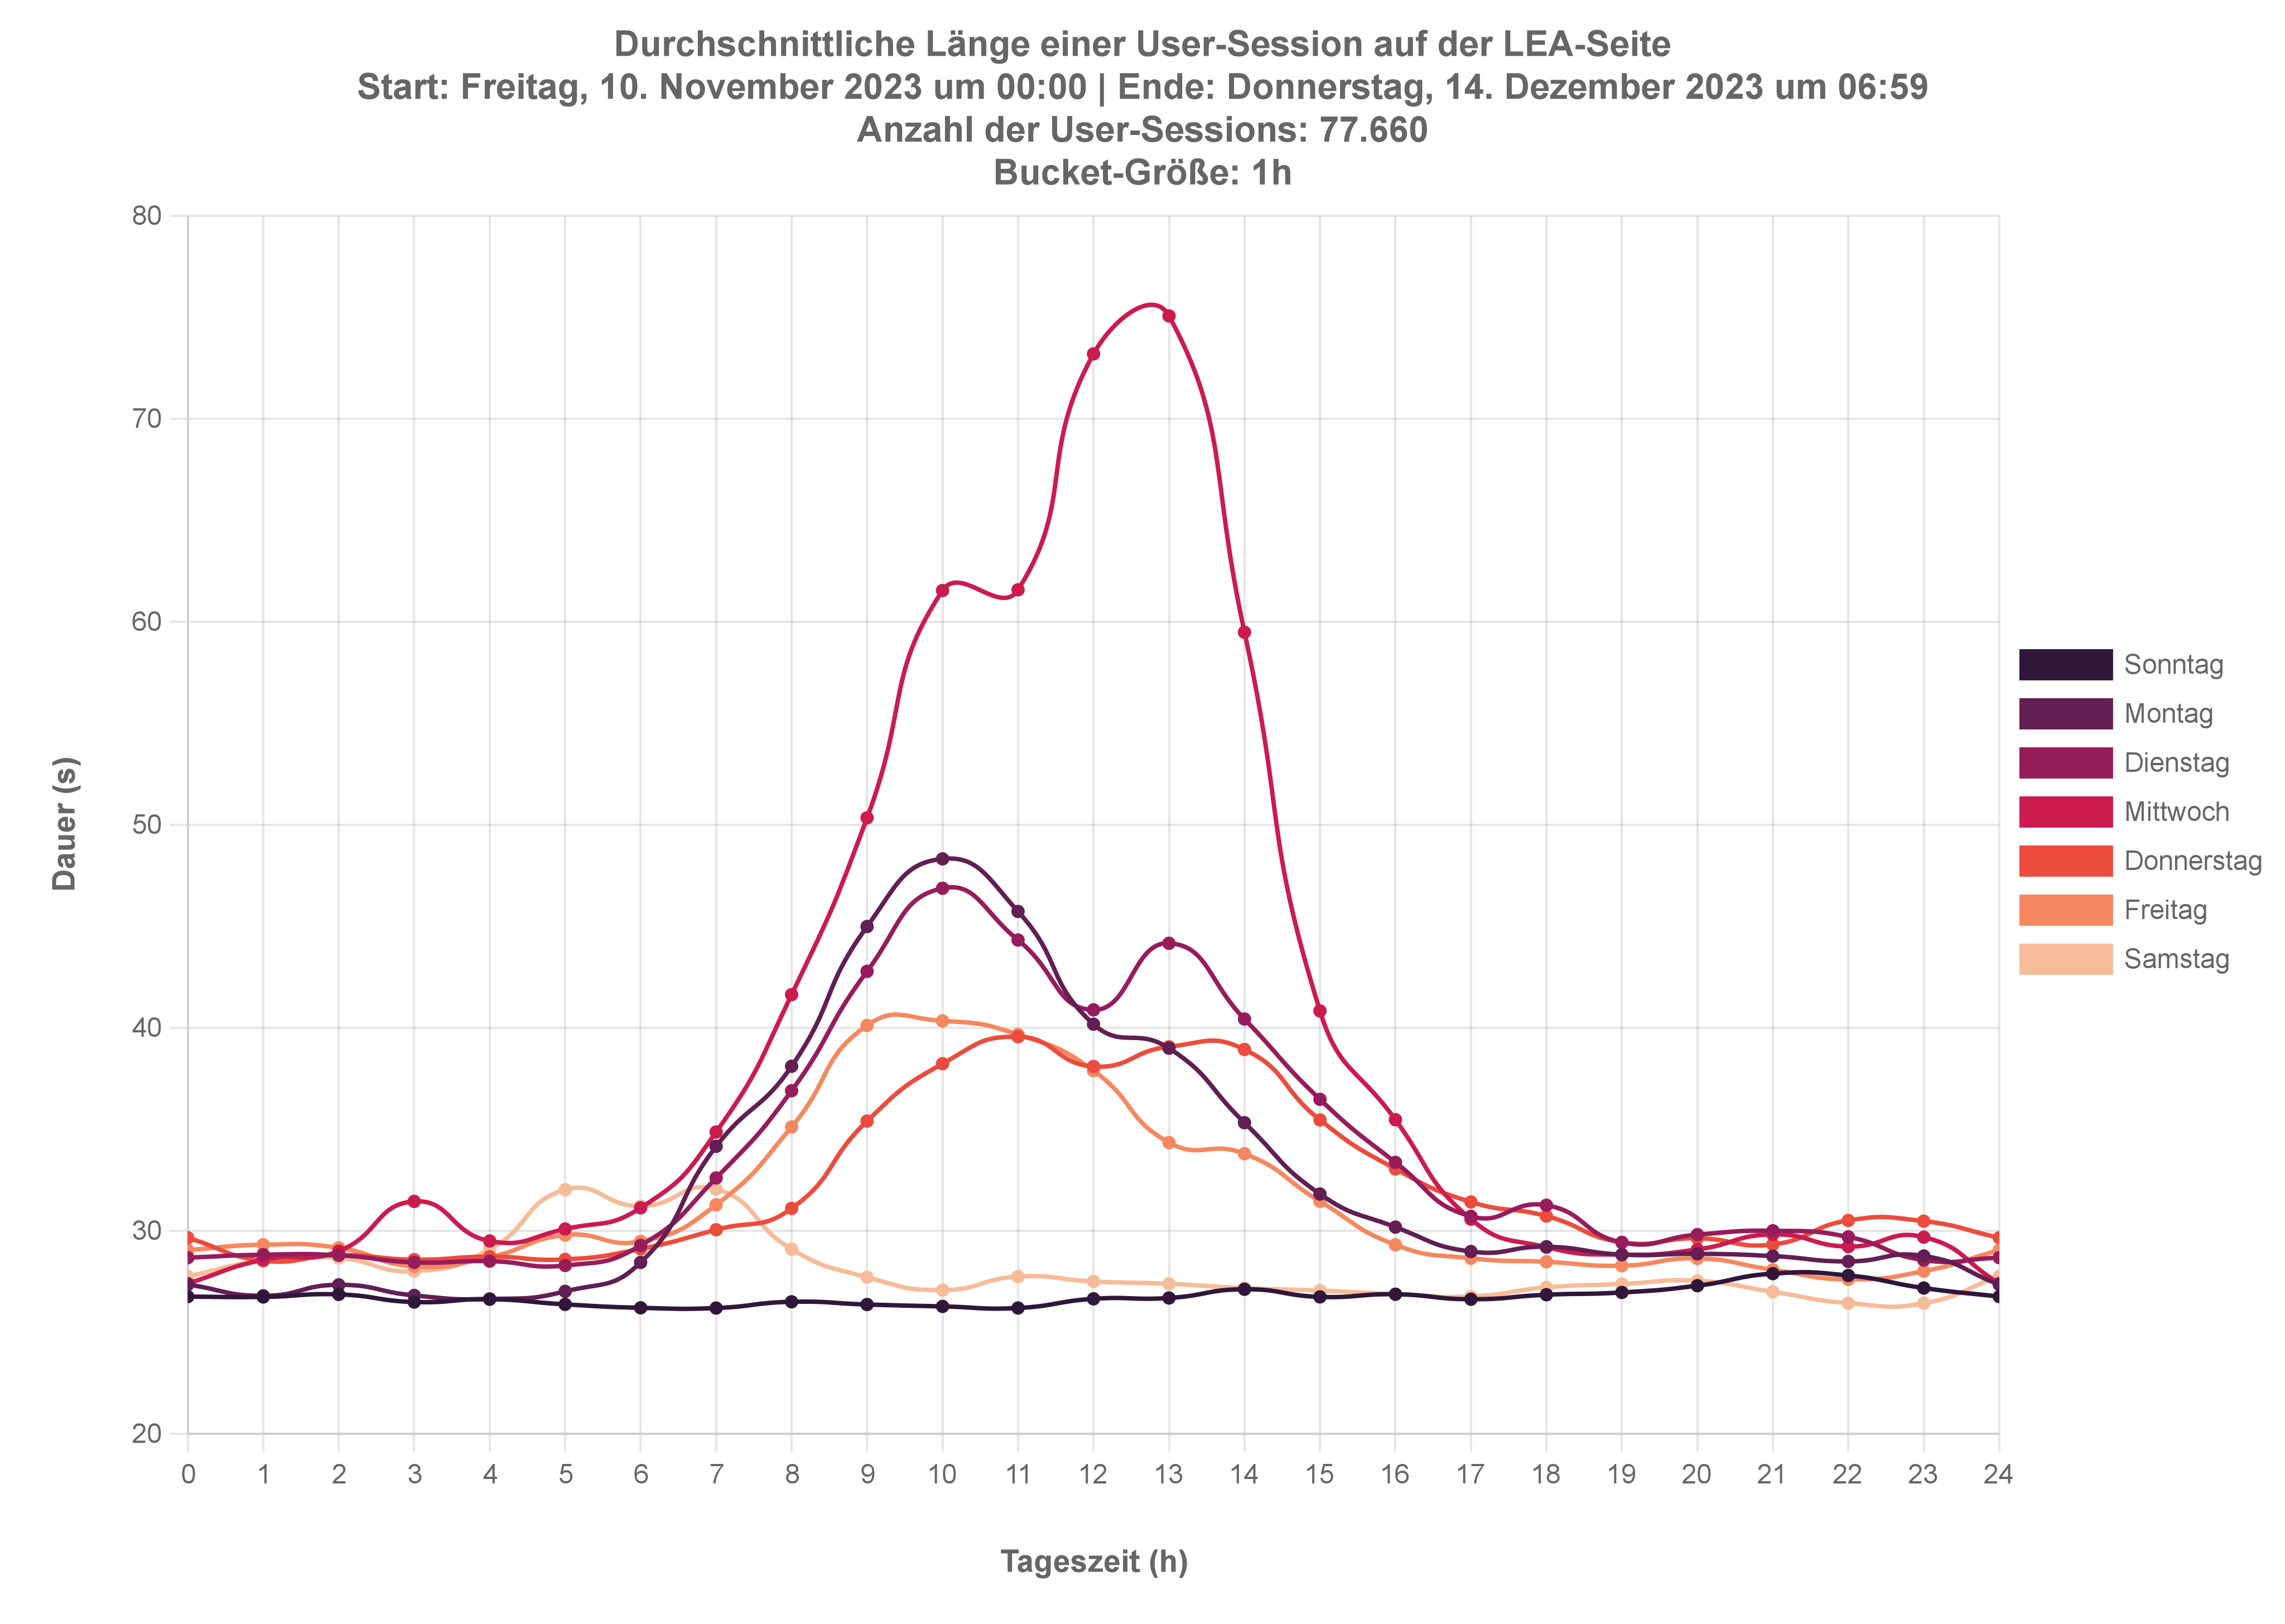 Durchschnittliche Länge einer User-Session auf der LEA-Seite
Start: Freitag, 10. November 2023 um 00:00 | Ende: Donnerstag, 14. Dezember 2023 um 06:59
Anzahl der User-Sessions: 77.660
Bucket-Größe: 1h
80
70
60
50
40
30
20
Dauer (s)
0 1 2 3 4 5 6 7 8 9 10 11 12 13 14 15 16 17 18 19 20 21 22 23 24
Tageszeit (h)
Sonntag
Montag
Dienstag
Mittwoch
Donnerstag
Freitag
Samstag